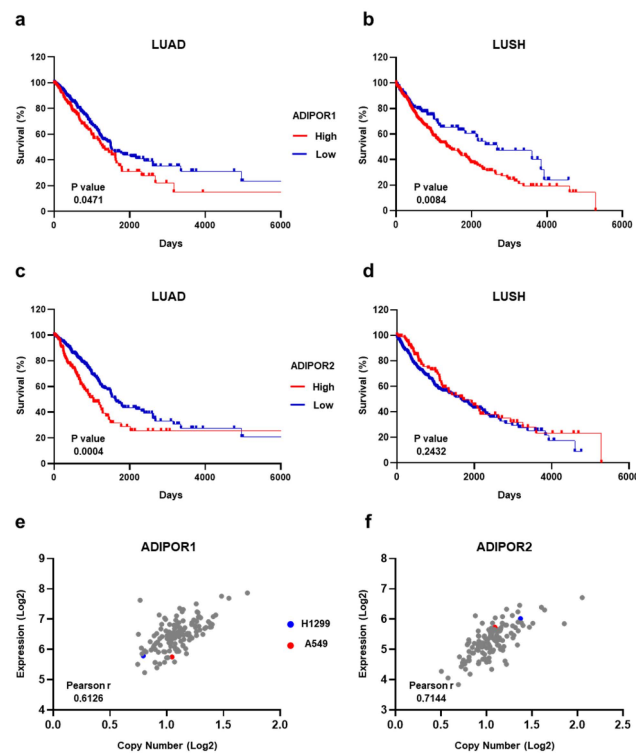 a
LUAD
120
100
80
60
40
20
0
Survival (%)
P value
0.0471
0 2000 4000 6000
Days
ADIPOR1
High
Low
b
LUSH
120
100
80
60
40
20
0
Survival (%)
P value
0.0084
0 2000 4000 6000
Days
c
LUAD
120
100
80
60
40
20
0
Survival (%)
P value
0.0004
0 2000 4000 6000
Days
ADIPOR2
High
Low
d
LUSH
120
100
80
60
40
20
0
Survival (%)
P value
0.2432
0 2000 4000 6000
Days
e
ADIPOR1
9
8
7
6
5
4
3
Expression (Log2)
Pearson r
0.6126
0.0 0.5 1.0 1.5 2.0
Copy Number (Log2)
H1299
A549
f
ADIPOR2
8
7
6
5
4
3
2
Expression (Log2)
Pearson r
0.7144
0.0 0.5 1.0 1.5 2.0 2.5
Copy Number (Log2)